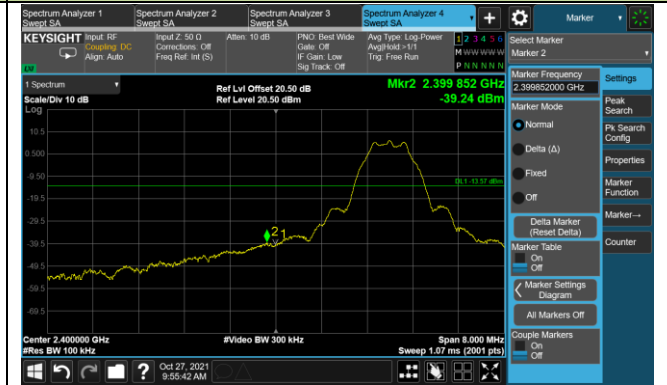 Spectrum Analyzer 1
Swept SA
Spectrum Analyzer 2
Swept SA
Spectrum Analyzer 3
Swept SA
Spectrum Analyzer 4
Swept SA
+
Marker
KEYSIGHT
Input: RF
Coupling: DC
Align: Auto
Input Z: 50 Ω
Corrections: Off
Freq Ref: Int (S)
Atten: 10 dB
PNO: Best Wide
Gate: Off
IF Gain: Low
Sig Track: Off
Avg Type: Log-Power
Avg|Hold:>1/1
Trig: Free Run
1 2 3 4 5 6
M W W W W W
P N N N N N
LXI
1 Spectrum
Scale/Div 10 dB
Log
Ref Lvl Offset 20.50 dB
Ref Level 20.50 dBm
Mkr2 2.399 852 GHz
-39.24 dBm
10.5
0.500
-9.50
-19.5
-29.5
-39.5
-49.5
-59.5
-69.5
DL1 -13.57 dBm
2 1
Center 2.400000 GHz
#Res BW 100 kHz
#Video BW 300 kHz
Span 8.000 MHz
Sweep 1.07 ms (2001 pts)
Select Marker
Marker 2
Marker Frequency
2.399852000 GHz
Marker Mode
Normal
Delta (Δ)
Fixed
Off
Delta Marker
(Reset Delta)
Marker Table
On
Off
Marker Settings
Diagram
All Markers Off
Couple Markers
On
Off
Settings
Peak
Search
Pk Search
Config
Properties
Marker
Function
Marker→
Counter
?
Oct 27, 2021
9:55:42 AM